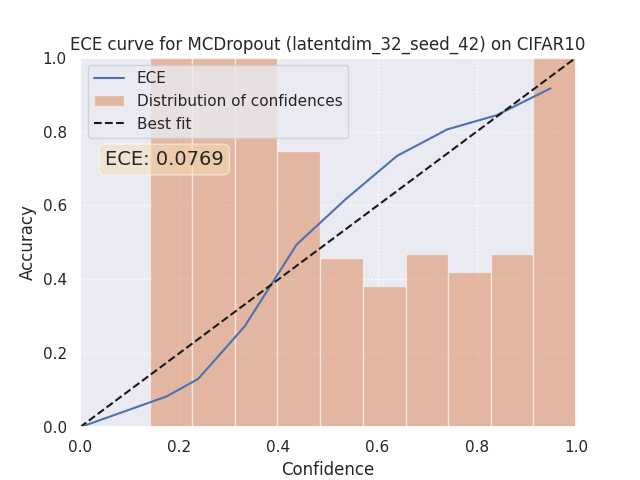 ECE curve for MCDropout (latentdim_32_seed_42) on CIFAR10
1.0
0.8
0.6
0.4
0.2
0.0
Accuracy
ECE
Distribution of confidences
Best fit
ECE: 0.0769
0.0 0.2 0.4 0.6 0.8 1.0
Confidence